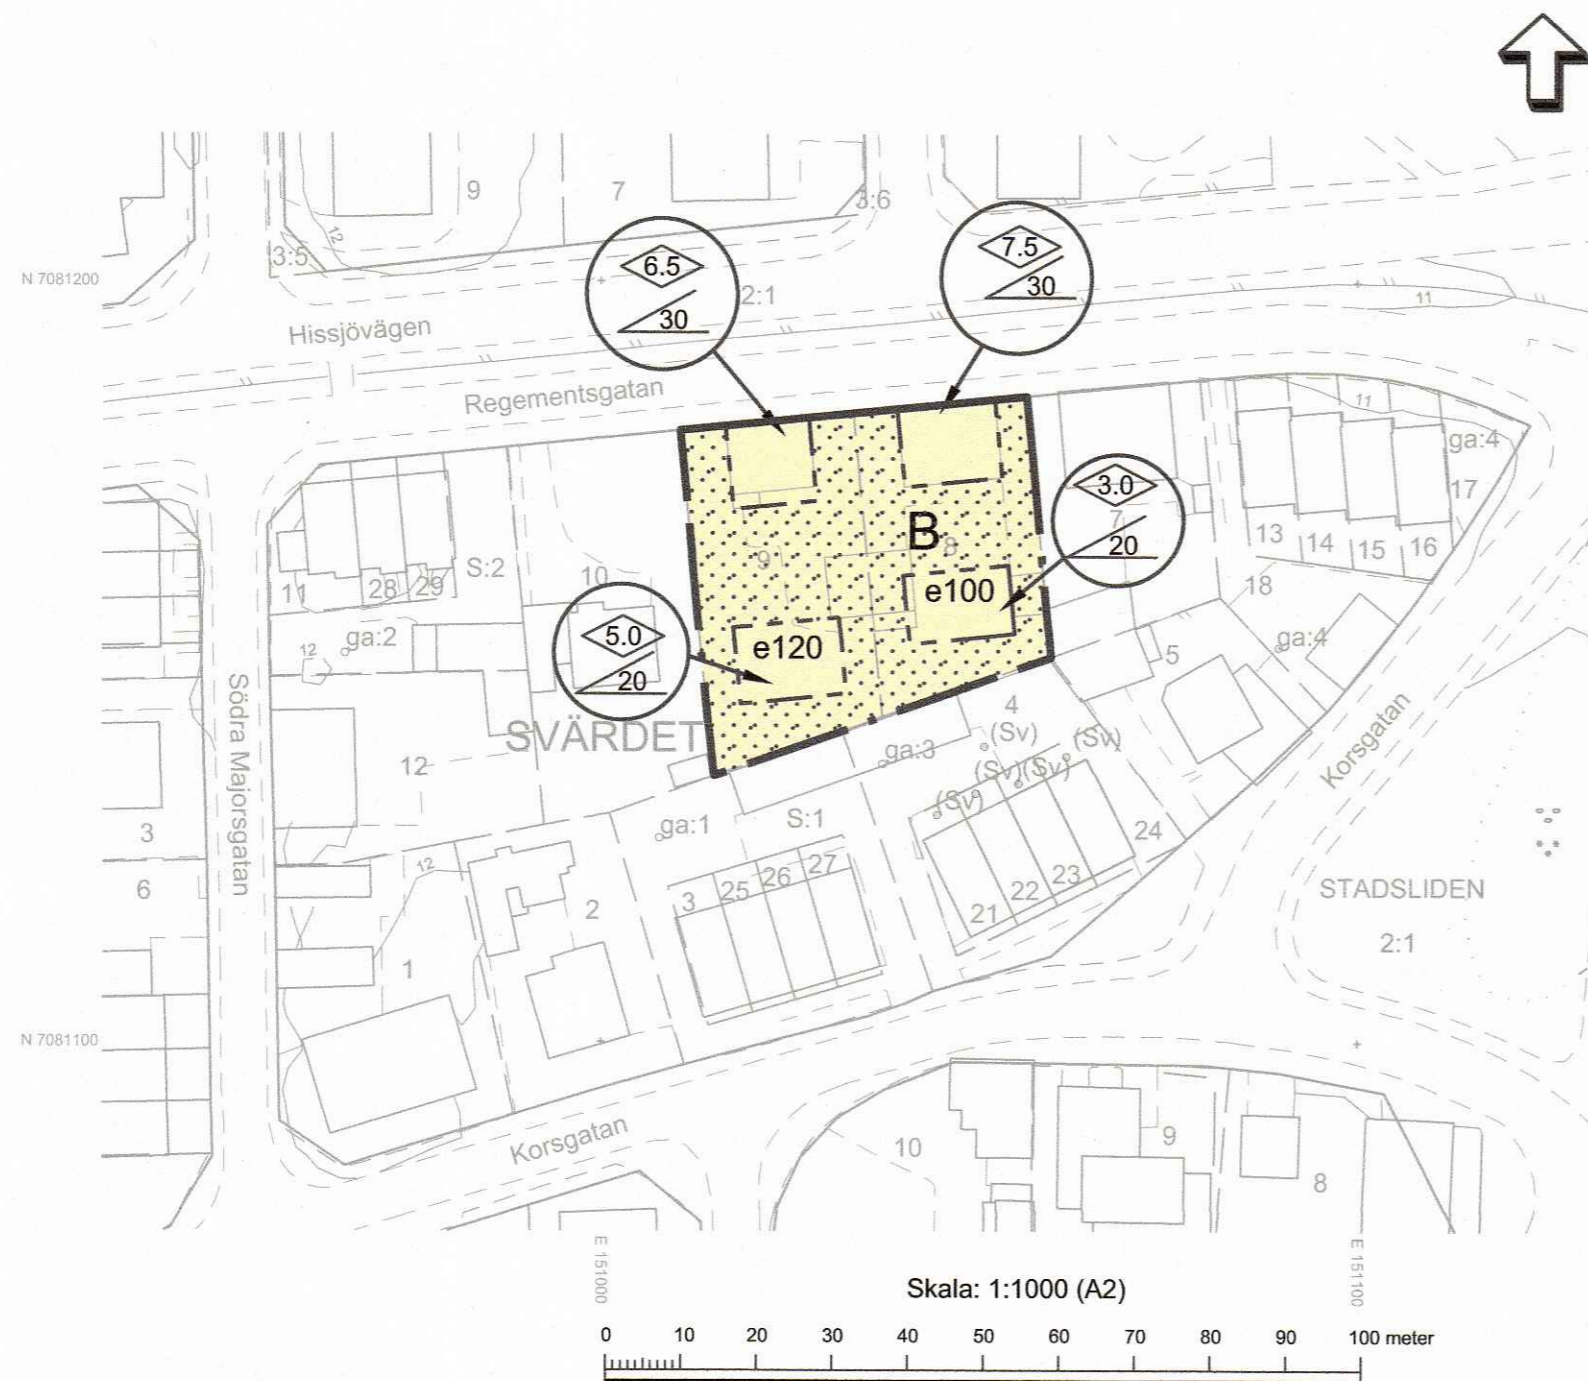 9
7
3:6
12
3:5
N 7081200
6.5
30
7.5
30
2:1
11
Hissjövägen
Regementsgatan
11
ga:4
17
3.0
7
20
B
9
8
13
14
15
16
S:2
10
11
28
29
e100
18
5.0
20
e120
12
ga:2
ga:4
5
4
Södra Majorsgatan
SVÄRDET
(Sv)
(Sv)
ga:3
(Sv)
(Sv)
(Sv)
Korsgatan
12
ga:1
S:1
3
24
12
27
26
25
3
23
22
21
6
2
STADSLIDEN
2:1
1
N 7081100
Korsgatan
10
9
8
E 151000
E 151100
Skala: 1:1000 (A2)
0 10 20 30 40 50 60 70 80 90 100 meter